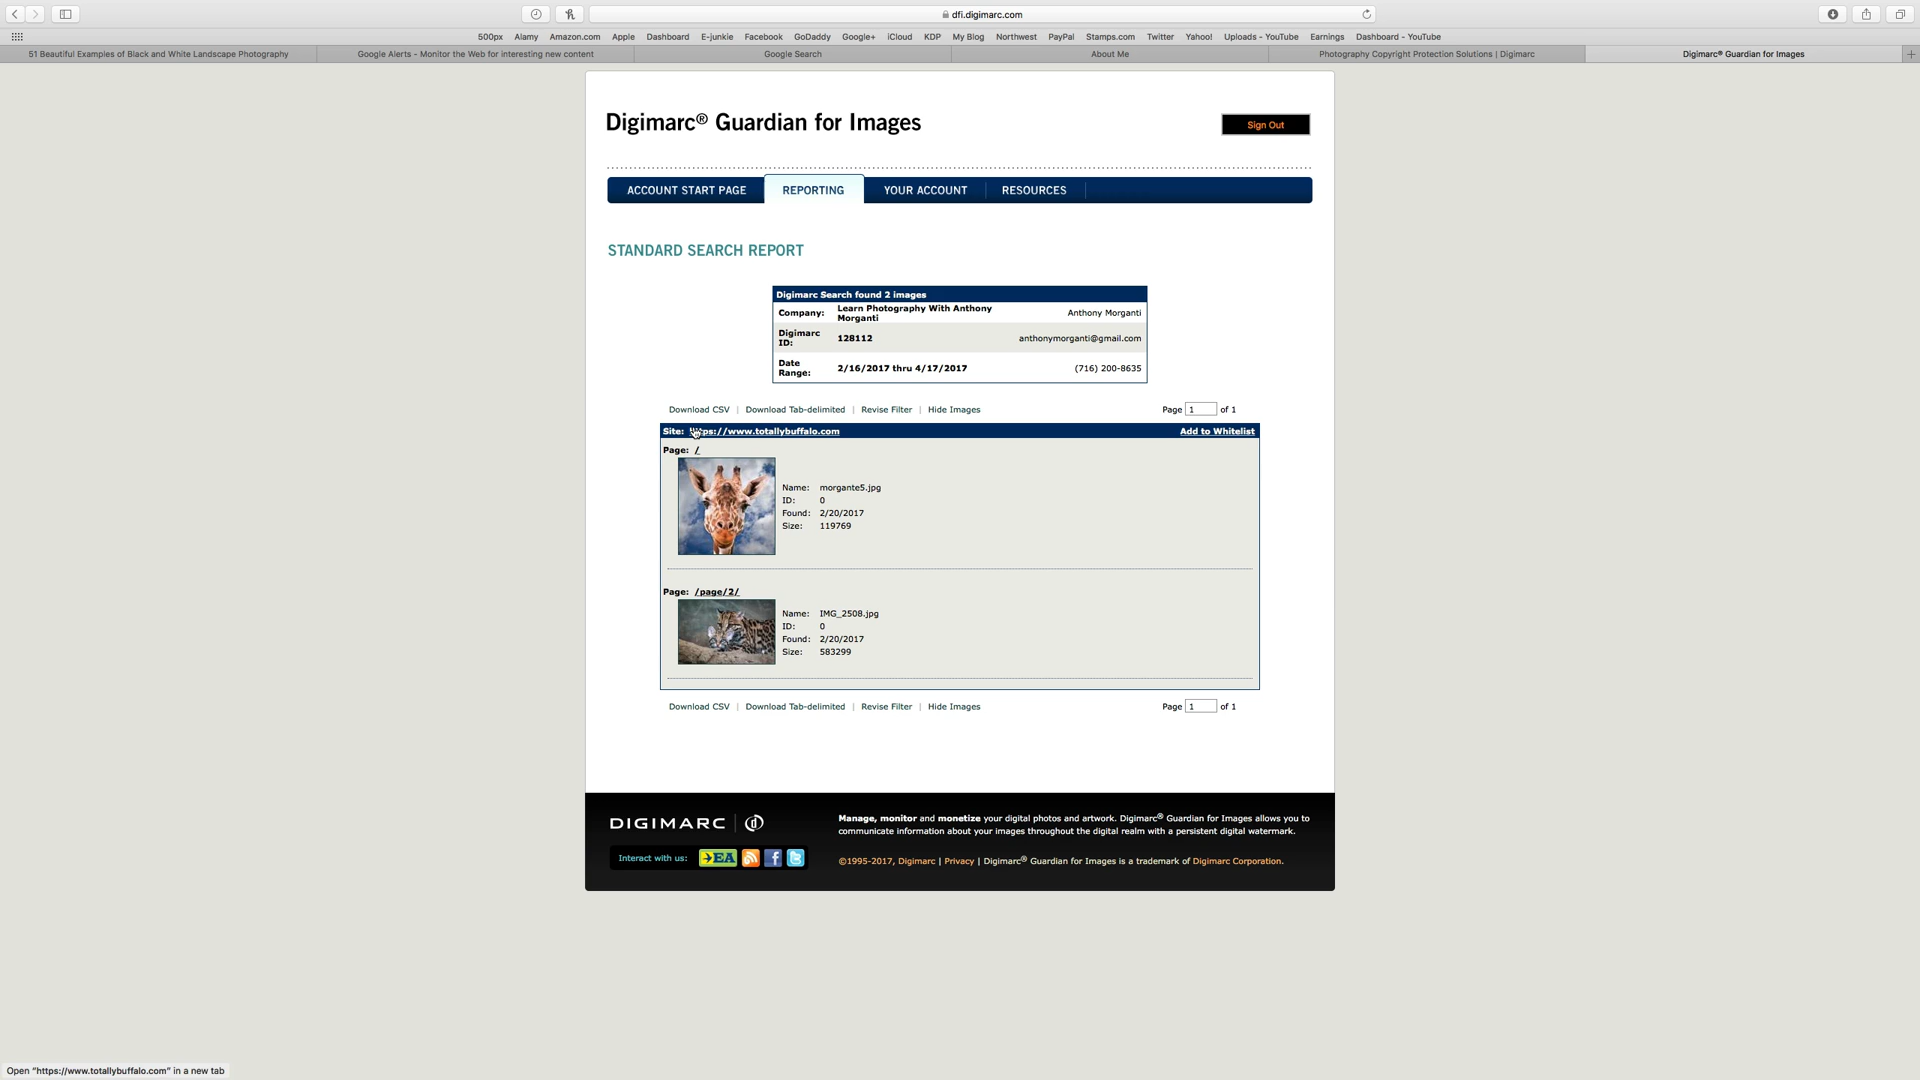 dfi.digimarc.com
500px Alamy Amazon.com Apple Dashboard E-junkie Facebook GoDaddy Google+ iCloud KDP My Blog Northwest PayPal Stamps.com Twitter Yahoo! Uploads - YouTube Earnings Dashboard - YouTube
51 Beautiful Examples of Black and White Landscape Photography Google Alerts - Monitor the Web for interesting new content Google Search About Me Photography Copyright Protection Solutions | Digimarc Digimarc® Guardian for Images
Digimarc® Guardian for Images
Sign Out
ACCOUNT START PAGE REPORTING YOUR ACCOUNT RESOURCES
STANDARD SEARCH REPORT
Digimarc Search found 2 images
Company: Learn Photography With Anthony Morganti Anthony Morganti
Digimarc ID: 128112 anthonymorganti@gmail.com
Date Range: 2/16/2017 thru 4/17/2017 (716) 200-8635
Download CSV | Download Tab-delimited | Revise Filter | Hide Images Page 1 of 1
Site: https://www.totallybuffalo.com Add to Whitelist
Page: /
Name: morgante5.jpg
ID: 0
Found: 2/20/2017
Size: 119769
Page: /page/2/
Name: IMG_2508.jpg
ID: 0
Found: 2/20/2017
Size: 583299
Download CSV | Download Tab-delimited | Revise Filter | Hide Images Page 1 of 1
DIGIMARC
Manage, monitor and monetize your digital photos and artwork. Digimarc® Guardian for Images allows you to
communicate information about your images throughout the digital realm with a persistent digital watermark.
Interact with us: EA
©1995-2017, Digimarc | Privacy | Digimarc® Guardian for Images is a trademark of Digimarc Corporation.
Open "https://www.totallybuffalo.com" in a new tab